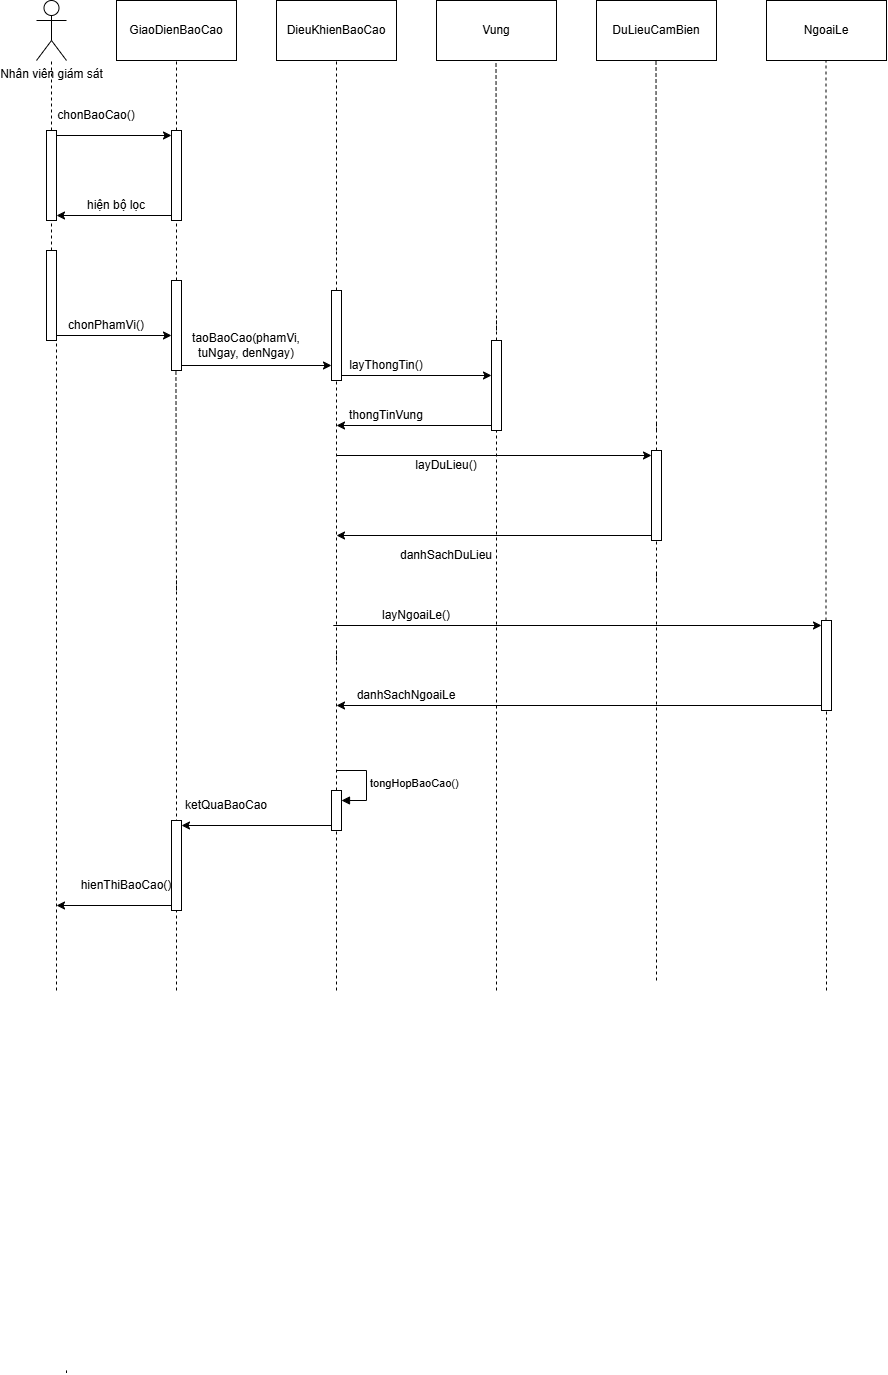 GiaoDienBaoCao
DieuKhienBaoCao
Vung
DuLieuCamBien
NgoaiLe
Nhân viên giám sát
chonBaoCao()
hiện bộ lọc
chonPhamVi()
taoBaoCao(phamVi,
tuNgay, denNgay)
layThongTin()
thongTinVung
layDuLieu()
danhSachDuLieu
layNgoaiLe()
danhSachNgoaiLe
tongHopBaoCao()
ketQuaBaoCao
hienThiBaoCao()